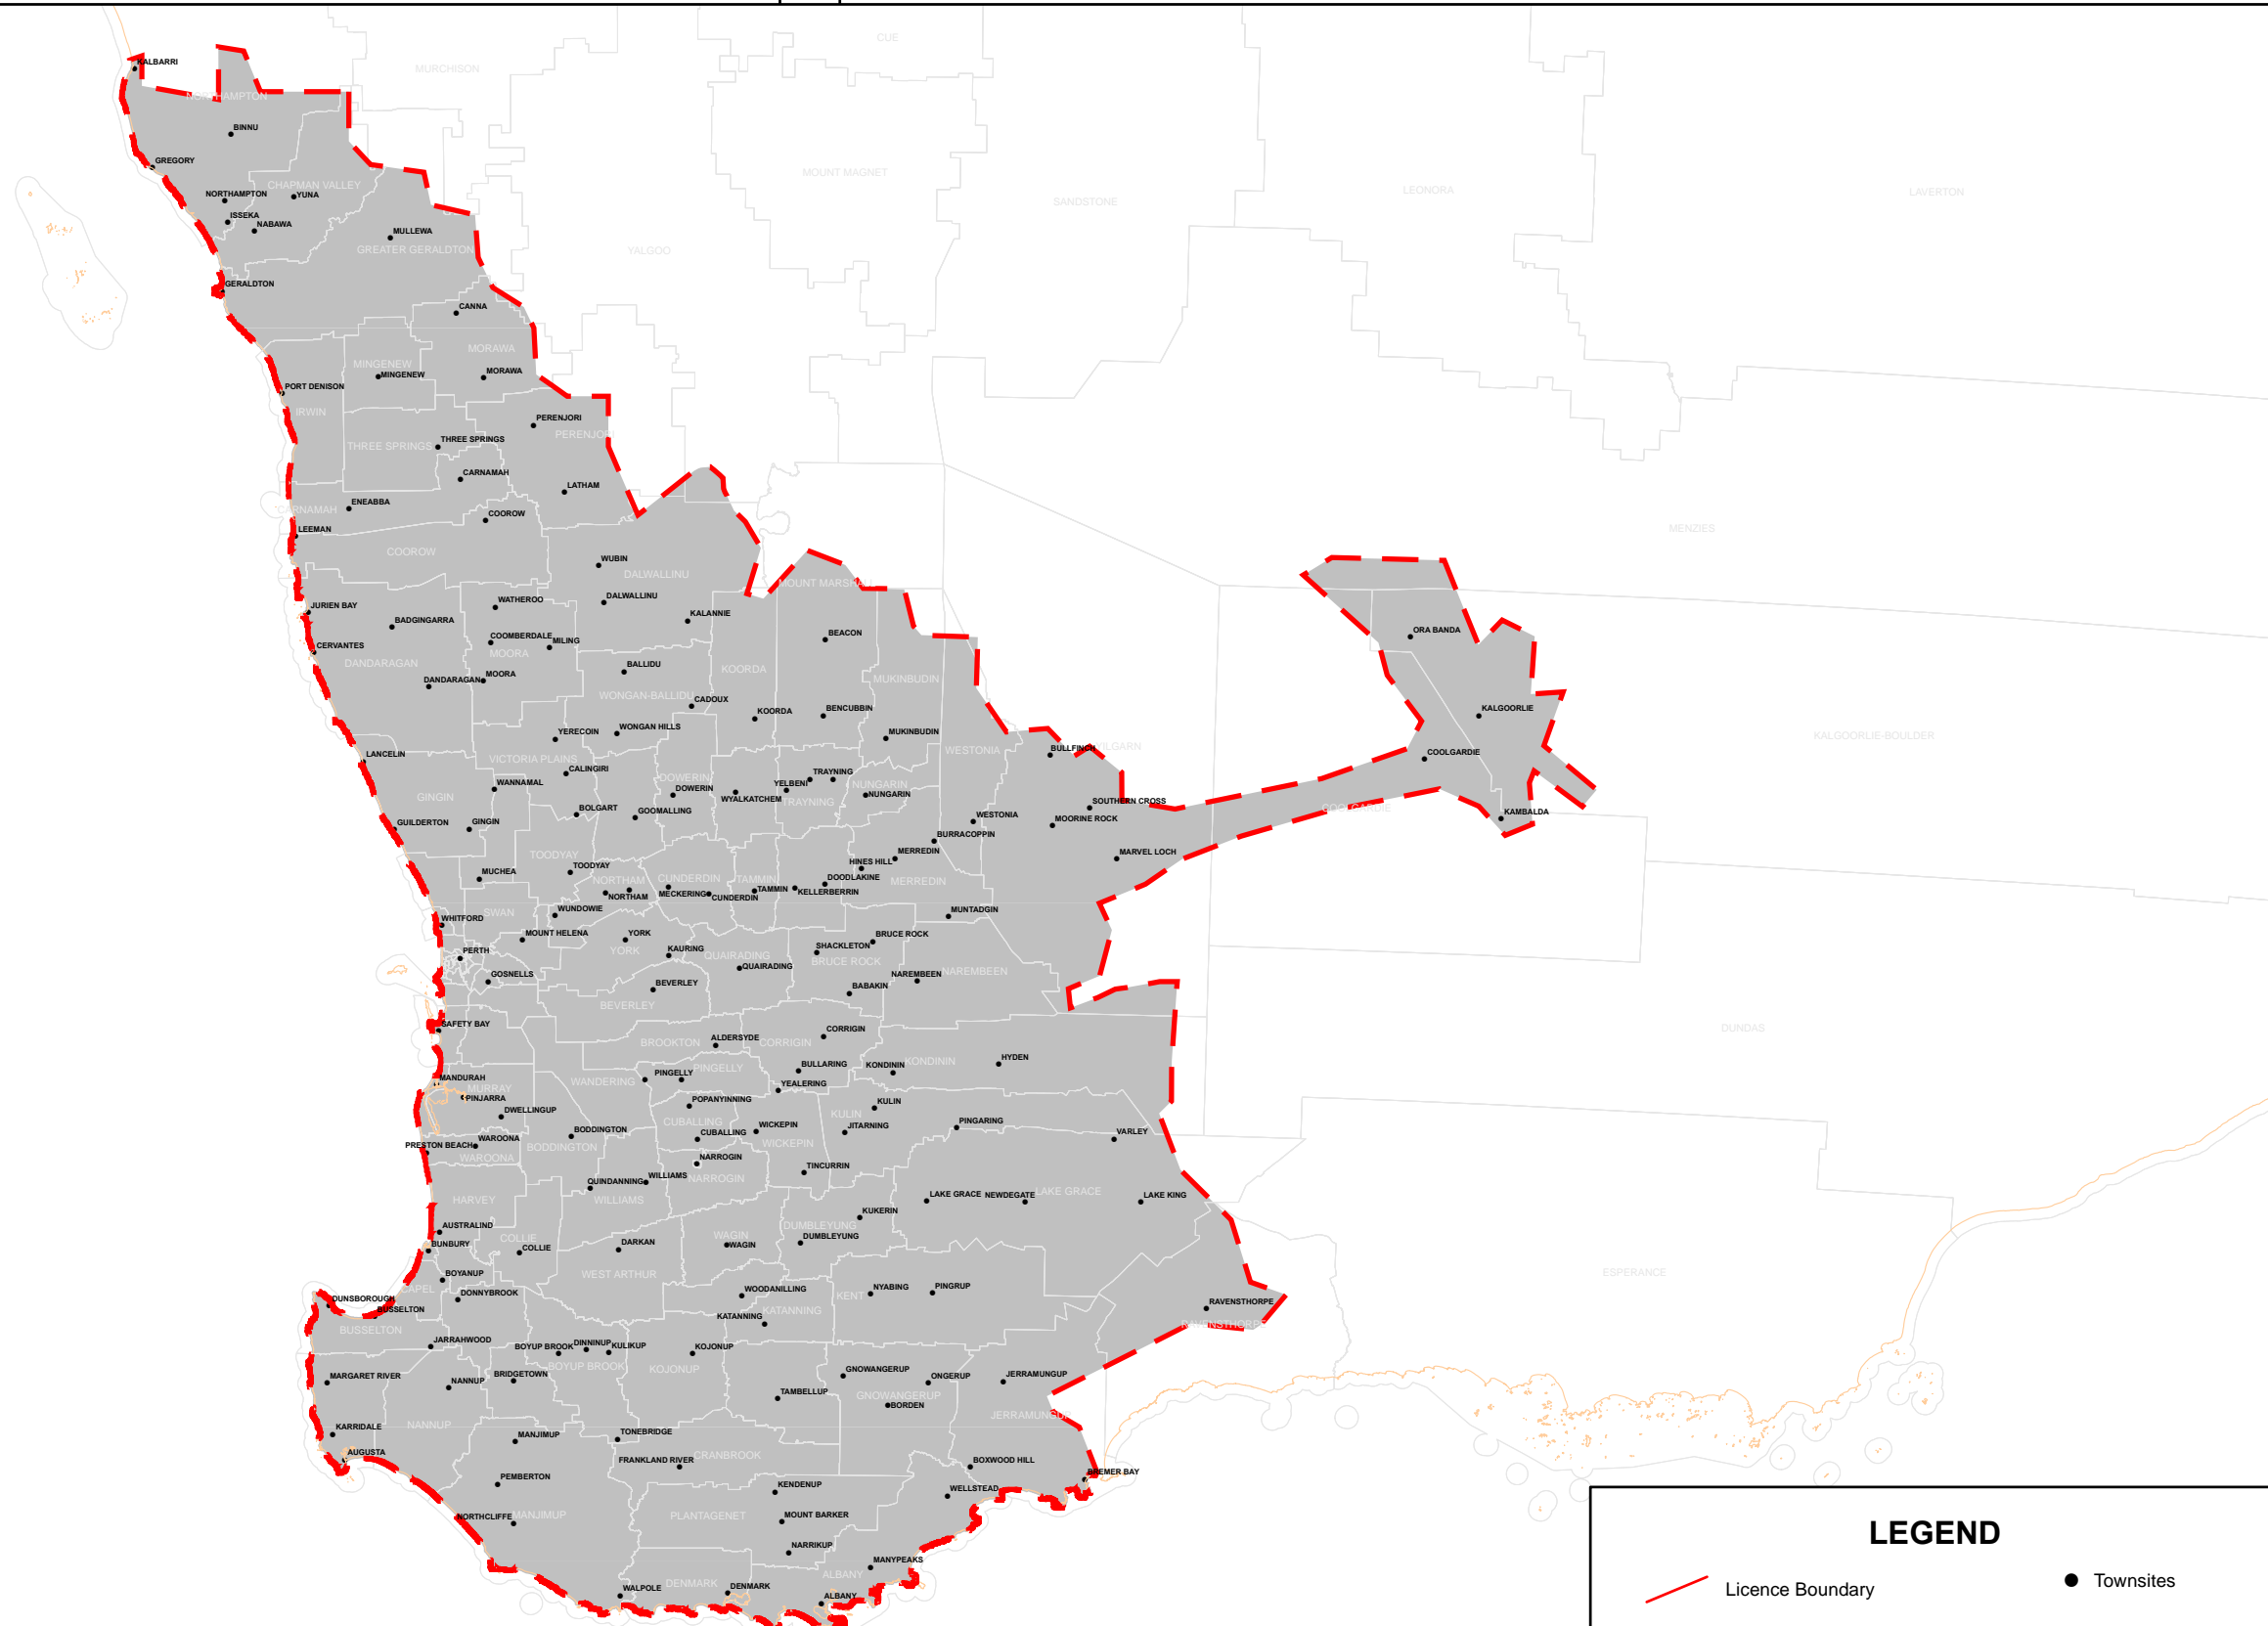 CUE
KALBARRI
MURCHISON
NORTHAMPTON
BINNU
GREGORY
MOUNT MAGNET
CHAPMAN VALLEY
LEONORA
LAVERTON
NORTHAMPTON
YUNA
SANDSTONE
ISSEKA
NABAWA
MULLEWA
GREATER GERALDTON
YALGOO
GERALDTON
CANNA
MORAWA
MINGENEW
MINGENEW
MORAWA
PORT DENISON
IRWIN
PERENJORI
PERENJORI
THREE SPRINGS
THREE SPRINGS
CARNAMAH
LATHAM
ENEABBA
CARNAMAH
COOROW
LEEMAN
MENZIES
COOROW
WUBIN
DALWALLINU
MOUNT MARSHALL
DALWALLINU
WATHEROO
JURIEN BAY
KALANNIE
BADGINGARRA
ORA BANDA
COOMBERDALE
MILING
BEACON
CERVANTES
MOORA
DANDARAGAN
BALLIDU
KOORDA
MOORA
DANDARAGAN
MUKINBUDIN
WONGAN-BALLIDU
CADOUX
KOORDA
BENCUBBIN
KALGOORLIE
YERECOIN
WONGAN HILLS
MUKINBUDIN
KALGOORLIE-BOULDER
WESTONIA
BULLFINCH
YILGARN
LANCELIN
VICTORIA PLAINS
COOLGARDIE
CALINGIRI
DOWERIN
TRAYNING
WANNAMAL
DOWERIN
YELBENI
NUNGARIN
NUNGARIN
GINGIN
WYALKATCHEM
TRAYNING
SOUTHERN CROSS
COOLGARDIE
BOLGART
GOOMALLING
WESTONIA
MOORINE ROCK
KAMBALDA
GUILDERTON
GINGIN
BURRACOPPIN
TOODYAY
MERREDIN
MARVEL LOCH
HINES HILL
MUCHEA
TOODYAY
NORTHAM
CUNDERDIN
TAMMIN
DOODLAKINE
MERREDIN
NORTHAM
MECKERING
CUNDERDIN
TAMMIN
KELLERBERRIN
SWAN
WUNDOWIE
MUNTADGIN
WHITFORD
MOUNT HELENA
YORK
BRUCE ROCK
PERTH
YORK
KAURING
QUAIRADING
SHACKLETON
BRUCE ROCK
QUAIRADING
GOSNELLS
NAREMBEEN
NAREMBEEN
BEVERLEY
BABAKIN
BEVERLEY
SAFETY BAY
DUNDAS
CORRIGIN
BROOKTON
ALDERSYDE
CORRIGIN
HYDEN
KONDININ
BULLARING
KONDININ
PINGELLY
PINGELLY
MANDURAH
WANDERING
YEALERING
MURRAY
PINJARRA
POPANYINNING
KULIN
DWELLINGUP
KULIN
CUBALLING
PINGARING
WICKEPIN
JITARNING
VARLEY
BODDINGTON
CUBALLING
WICKEPIN
PRESTON BEACH
WAROONA
BODDINGTON
WAROONA
NARROGIN
TINCURRIN
WILLIAMS
NARROGIN
QUINDANNING
LAKE GRACE
NEWDEGATE
LAKE GRACE
LAKE KING
HARVEY
WILLIAMS
KUKERIN
AUSTRALIND
DUMBLEYUNG
COLLIE
WAGIN
DUMBLEYUNG
BUNBURY
COLLIE
DARKAN
WAGIN
BOYANUP
WEST ARTHUR
ESPERANCE
CAPEL
WOODANILLING
KENT
NYABING
PINGRUP
DUNSBOROUGH
DONNYBROOK
RAVENSTHORPE
BUSSELTON
KATANNING
KATANNING
RAVENSTHORPE
BUSSELTON
JARRAHWOOD
BOYUP BROOK
DINNINUP
KULIKUP
KOJONUP
BOYUP BROOK
KOJONUP
GNOWANGERUP
MARGARET RIVER
NANNUP
BRIDGETOWN
ONGERUP
JERRAMUNGUP
TAMBELLUP
GNOWANGERUP
BORDEN
JERRAMUNGUP
KARRIDALE
NANNUP
MANJIMUP
TONEBRIDGE
AUGUSTA
CRANBROOK
FRANKLAND RIVER
BOXWOOD HILL
BREMER BAY
PEMBERTON
KENDENUP
WELLSTEAD
NORTHCLIFFE
MANJIMUP
PLANTAGENET
MOUNT BARKER
NARRIKUP
MANYPEAKS
ALBANY
DENMARK
DENMARK
WALPOLE
ALBANY
LEGEND
Licence Boundary
Townsites